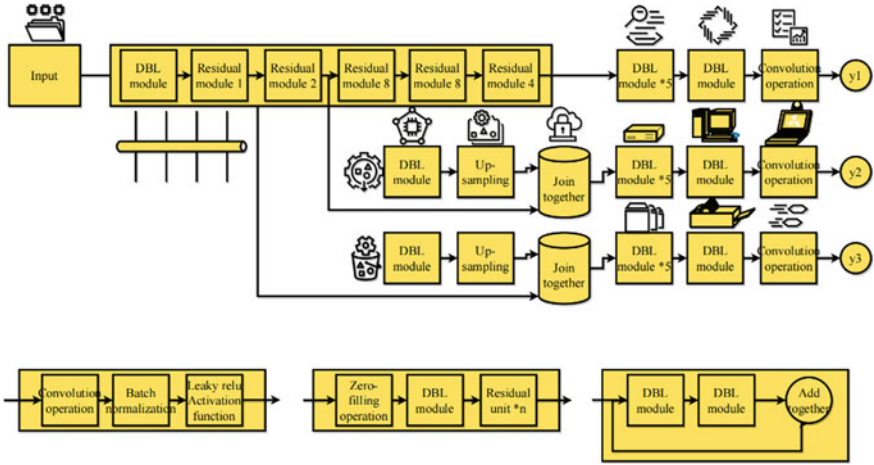 Input
DBL
module
Residual
module 1
Residual
module 2
Residual
module 8
Residual
module 8
Residual
module 4
DBL
module *5
DBL
module
Convolution
operation
y1
DBL
module
Up-
sampling
Join
together
DBL
module *5
DBL
module
Convolution
operation
y2
DBL
module
Up-
sampling
Join
together
DBL
module *5
DBL
module
Convolution
operation
y3
Convolution
operation
Batch
normalization
Leaky relu
Activation
function
Zero-
filling
operation
DBL
module
Residual
unit *n
DBL
module
DBL
module
Add
together